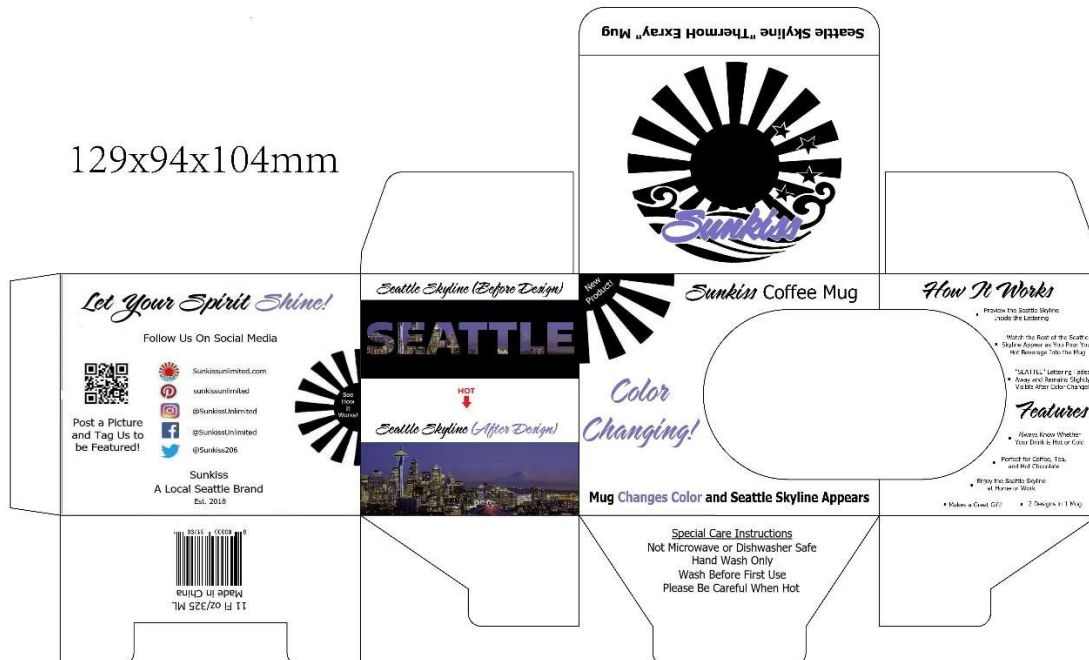 Seattle Skyline "ThermoH Exray" Mug
Sunkiss
129x94x104mm
Let Your Spirit Shine!
Follow Us On Social Media
Sunkissunlimited.com
sunkissunlimited
@SunkissUnlimited
@SunkissUnlimited
@Sunkiss206
Post a Picture
and Tag Us to
be Featured!
Sunkiss
A Local Seattle Brand
Est. 2018
See
How
It
Works!
Seattle Skyline (Before Design)
SEATTLE
HOT
Seattle Skyline (After Design)
New
Product!
Sunkiss Coffee Mug
Color
Changing!
Mug Changes Color and Seattle Skyline Appears
How It Works
• Preview the Seattle Skyline
Inside the Lettering
• Watch the Rest of the Seattle
Skyline Appear as You Pour You
Hot Beverage Into the Mug
• "SEATTLE" Lettering Fades
Away and Remains Slightly
Visible After Color Changes
Features
• Always Know Whether
Your Drink is Hot or Cold
• Perfect for Coffee, Tea,
and Hot Chocolate
• Enjoy the Seattle Skyline
at Home or Work
• Makes a Great Gift!
• 2 Designs in 1 Mug
Special Care Instructions
Not Microwave or Dishwasher Safe
Hand Wash Only
Wash Before First Use
Please Be Careful When Hot
11 Fl oz/325 ML
Made in China